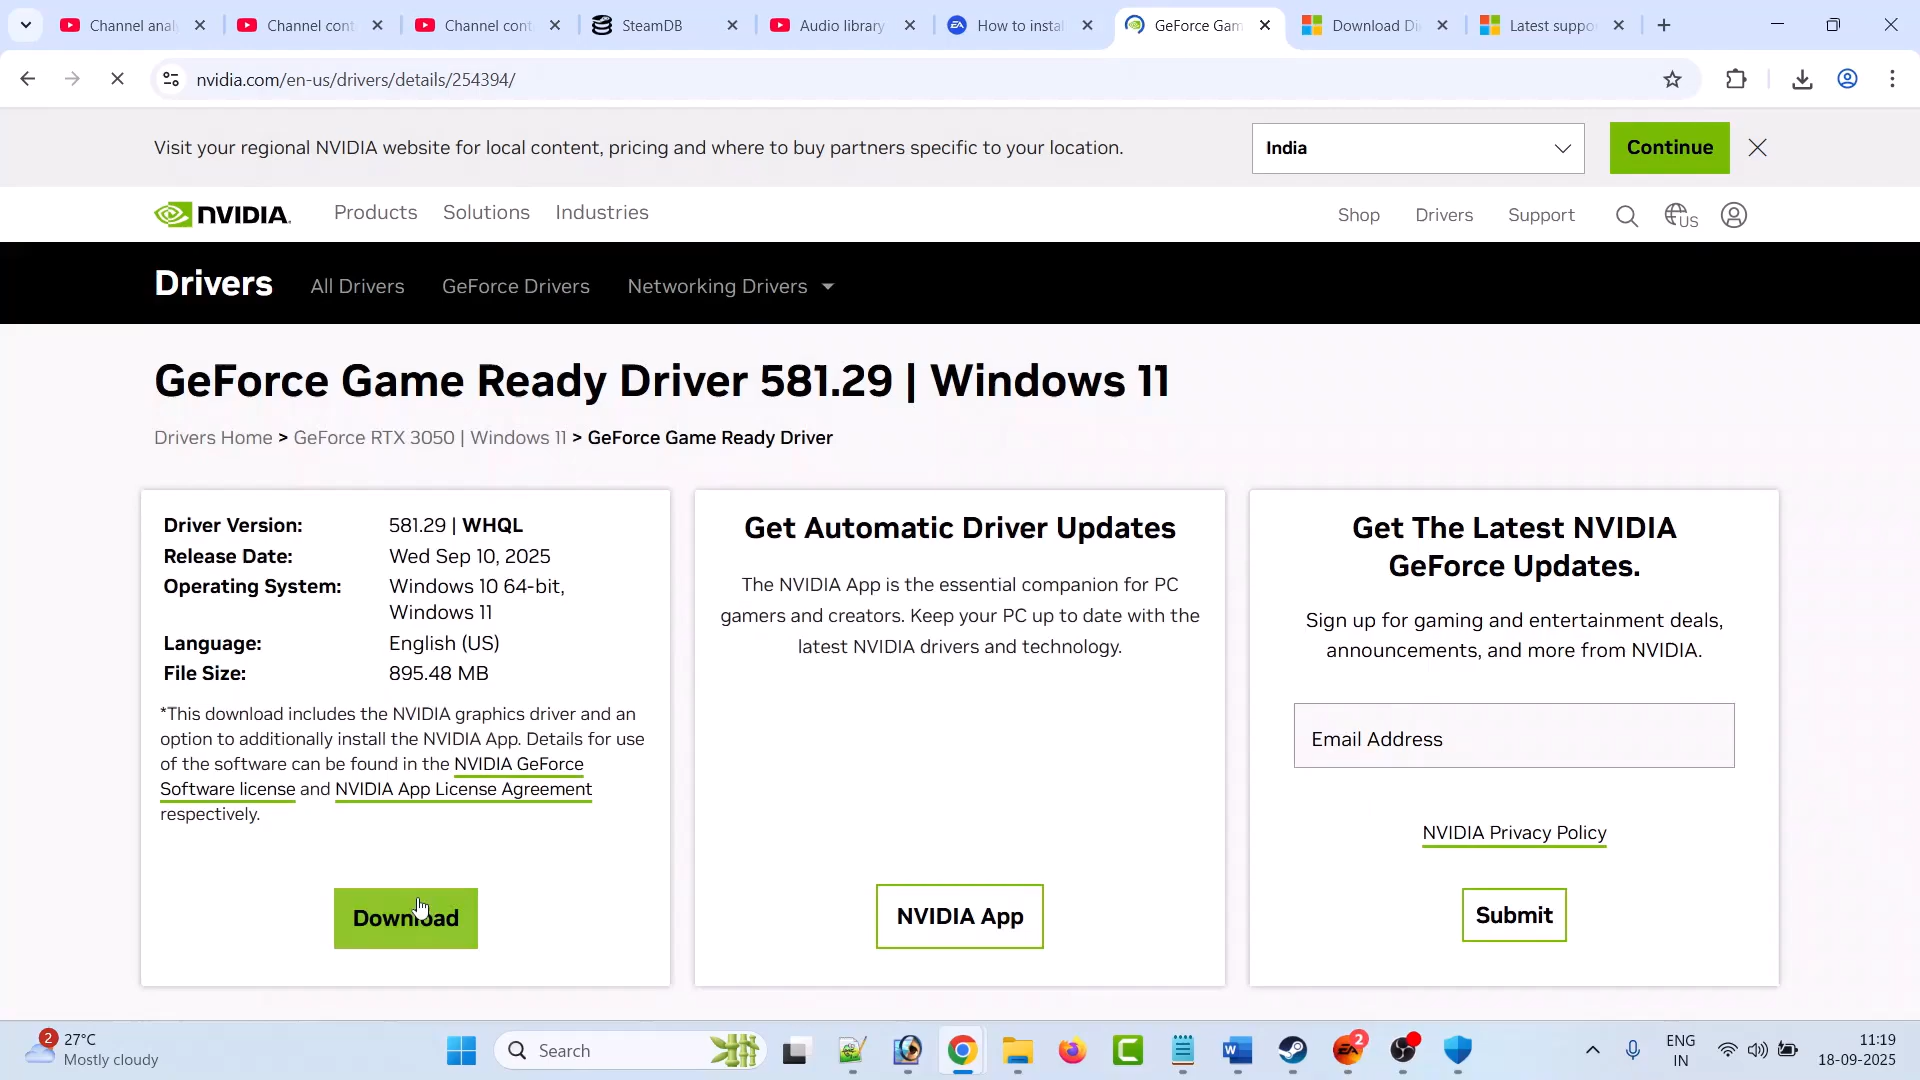 Channel anal
Channel cont
Channel cont
SteamDB
Audio library
How to instal
GeForce Gam
Download Di
Latest suppo
nvidia.com/en-us/drivers/details/254394/
Visit your regional NVIDIA website for local content, pricing and where to buy partners specific to your location.
India
Continue
NVIDIA.
Products
Solutions
Industries
Shop
Drivers
Support
US
Drivers
All Drivers
GeForce Drivers
Networking Drivers
GeForce Game Ready Driver 581.29 | Windows 11
Drivers Home > GeForce RTX 3050 | Windows 11 > GeForce Game Ready Driver
Driver Version: 581.29 | WHQL
Release Date: Wed Sep 10, 2025
Operating System: Windows 10 64-bit,
Windows 11
Language: English (US)
File Size: 895.48 MB
*This download includes the NVIDIA graphics driver and an
option to additionally install the NVIDIA App. Details for use
of the software can be found in the NVIDIA GeForce
Software license and NVIDIA App License Agreement
respectively.
Download
Get Automatic Driver Updates
The NVIDIA App is the essential companion for PC
gamers and creators. Keep your PC up to date with the
latest NVIDIA drivers and technology.
NVIDIA App
Get The Latest NVIDIA
GeForce Updates.
Sign up for gaming and entertainment deals,
announcements, and more from NVIDIA.
Email Address
NVIDIA Privacy Policy
Submit
2
27°C
Mostly cloudy
Search
W
EA
2
ENG
IN
11:19
18-09-2025